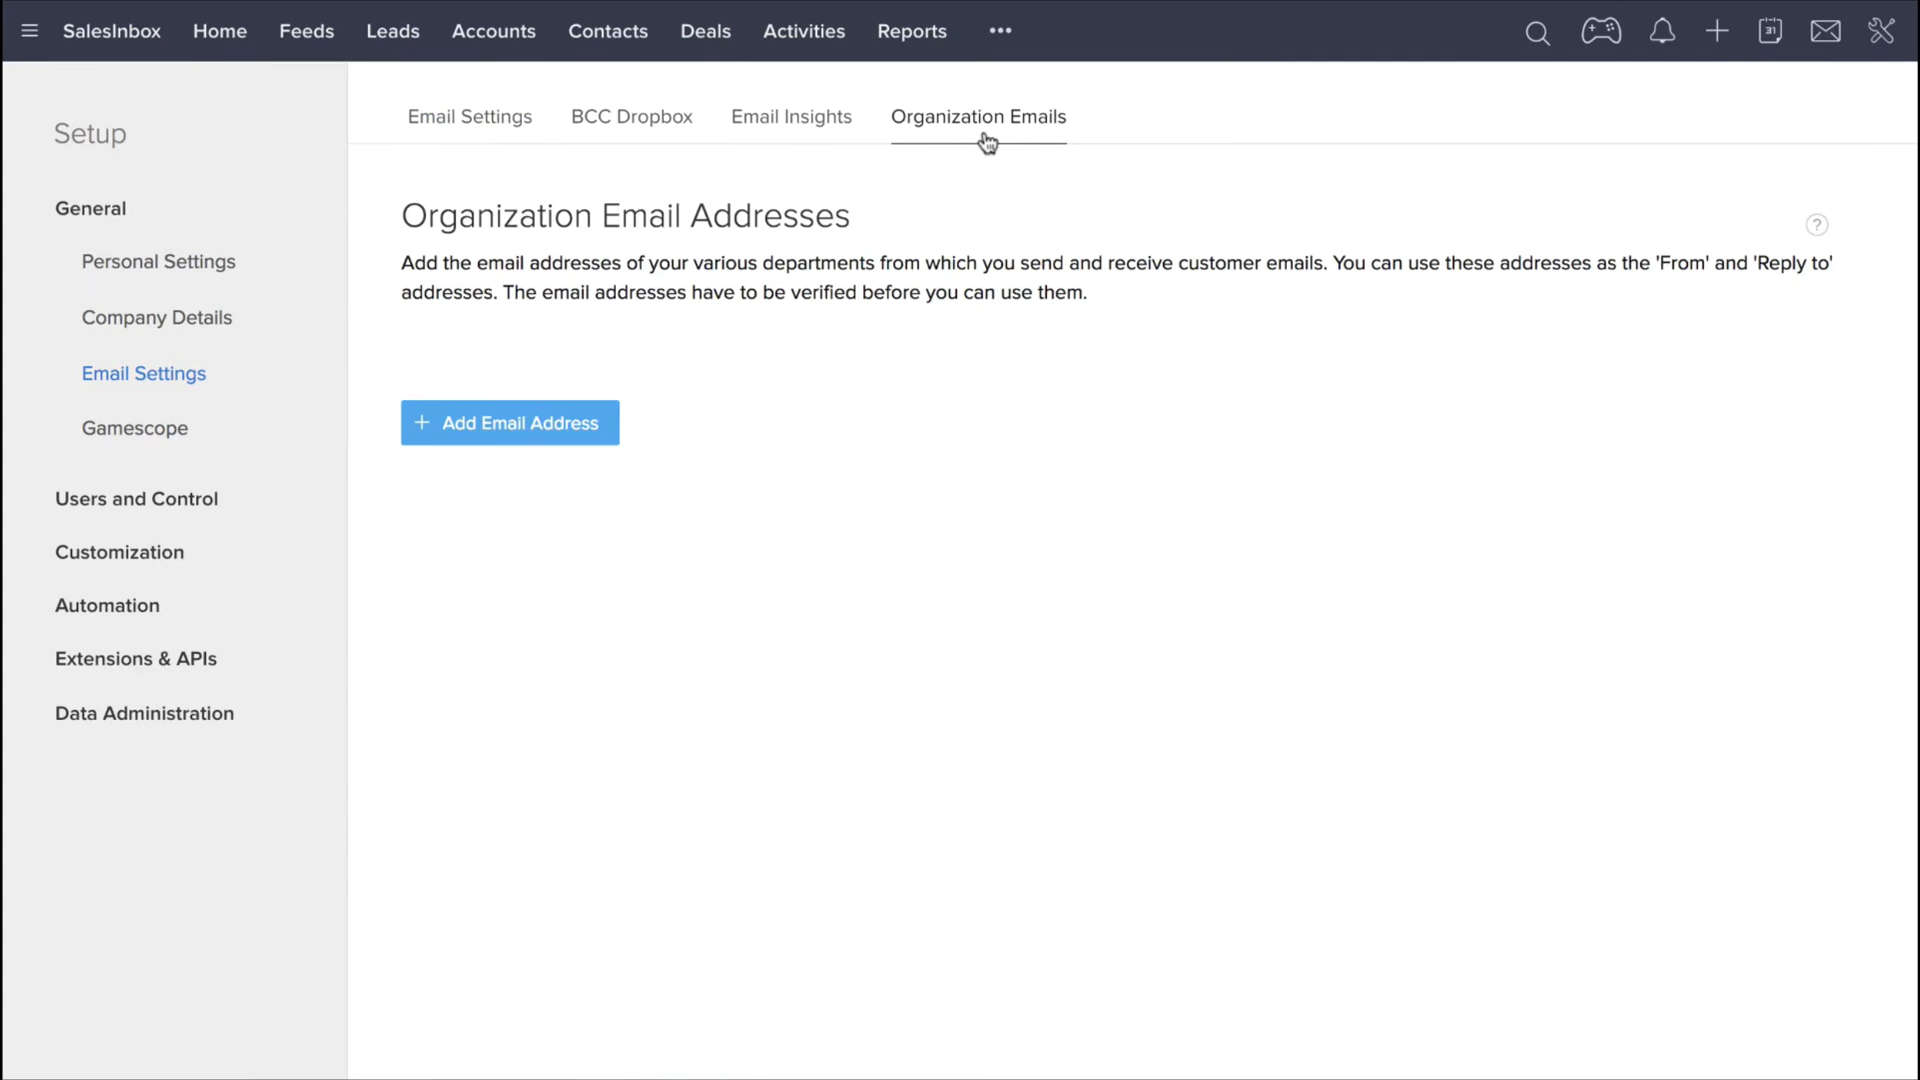 SalesInbox Home Feeds Leads Accounts Contacts Deals Activities Reports •••
31
Setup
General
Personal Settings
Company Details
Email Settings
Gamescope
Users and Control
Customization
Automation
Extensions & APIs
Data Administration
Email Settings BCC Dropbox Email Insights Organization Emails
Organization Email Addresses
?
Add the email addresses of your various departments from which you send and receive customer emails. You can use these addresses as the 'From' and 'Reply to'
addresses. The email addresses have to be verified before you can use them.
+ Add Email Address